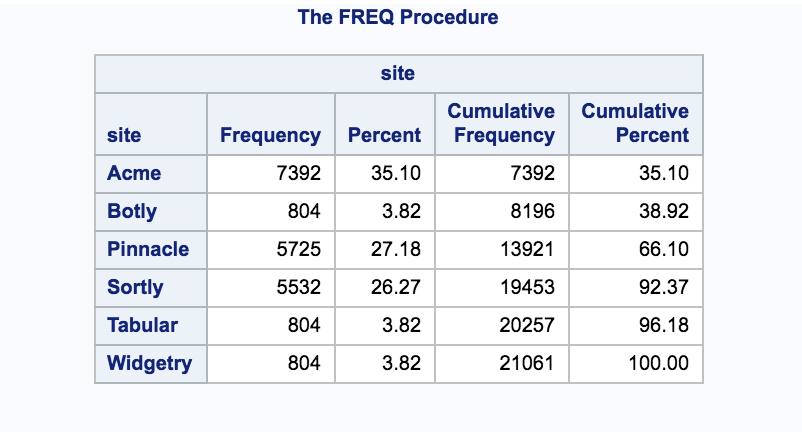 The FREQ Procedure
site
site Frequency Percent Cumulative Frequency Cumulative Percent
Acme 7392 35.10 7392 35.10
Botly 804 3.82 8196 38.92
Pinnacle 5725 27.18 13921 66.10
Sortly 5532 26.27 19453 92.37
Tabular 804 3.82 20257 96.18
Widgetry 804 3.82 21061 100.00